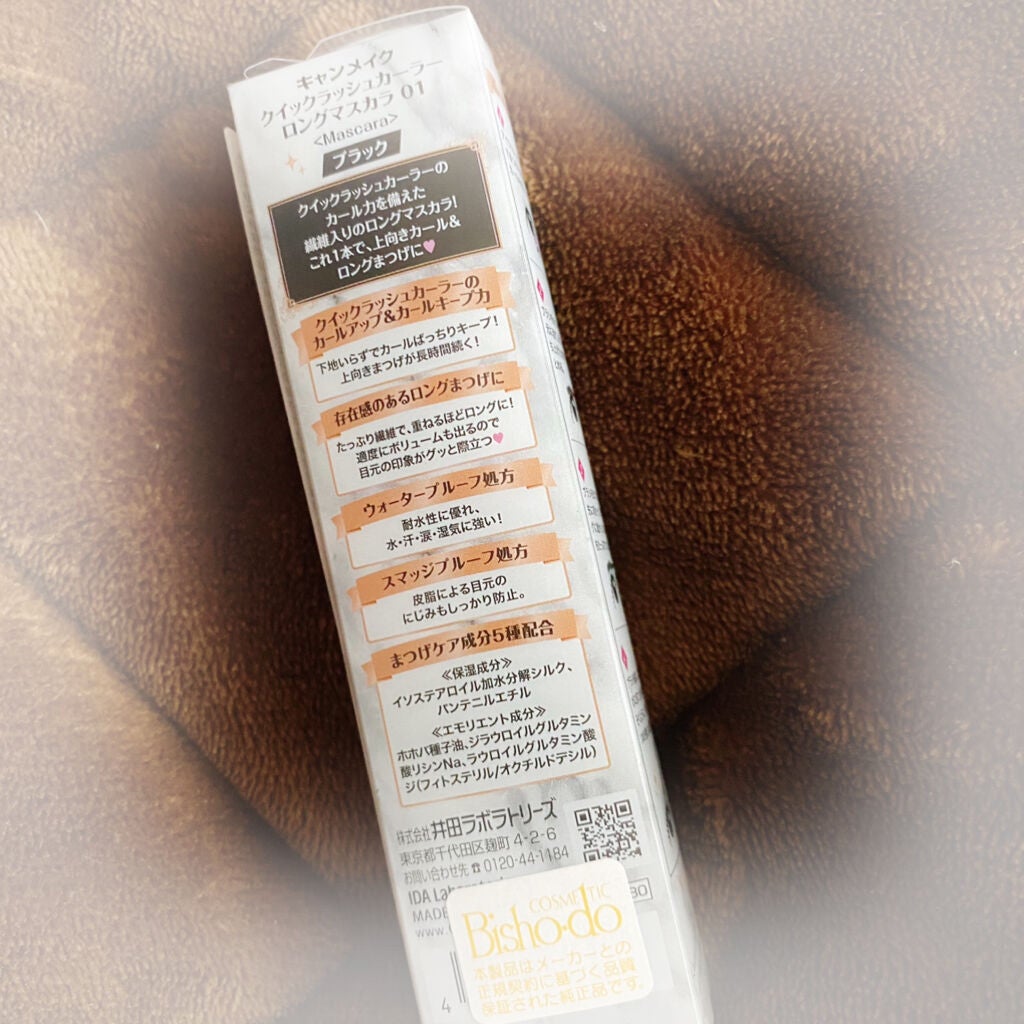 キャンメイク
クイックラッシュカーラー
ロングマスカラ 01
<Mascara>
ブラック
クイックラッシュカーラーの
カール力を備えた
繊維入りのロングマスカラ!
これ1本で、上向きカール&
ロングまつげに♥
クイックラッシュカーラーの
カールアップ&カールキープ力
下地いらずでカールぱっちりキープ!
上向きまつげが長時間続く!
存在感のあるロングまつげに
たっぷり繊維で、重ねるほどロングに!
適度にボリュームも出るので
目元の印象がグッと際立つ♥
ウォータープルーフ処方
耐水性に優れ、
水・汗・涙・湿気に強い!
スマッジプルーフ処方
皮脂による目元の
にじみもしっかり防止。
まつげケア成分5種配合
≪保湿成分≫
イソステアロイル加水分解シルク、
パンテニルエチル
≪エモリエント成分≫
ホホバ種子油、ジラウロイルグルタミン
酸リシンNa、ラウロイルグルタミン酸
ジ(フィトステリル/オクチルドデシル)
株式会社井田ラボラトリーズ
東京都千代田区麹町 4-2-6
お問い合わせ先☎0120-44-1184
IDA
MADE
www.
COSMETIC
Bisho·do
本製品はメーカーとの
正規契約に基づく品質
保証された純正品です。
4